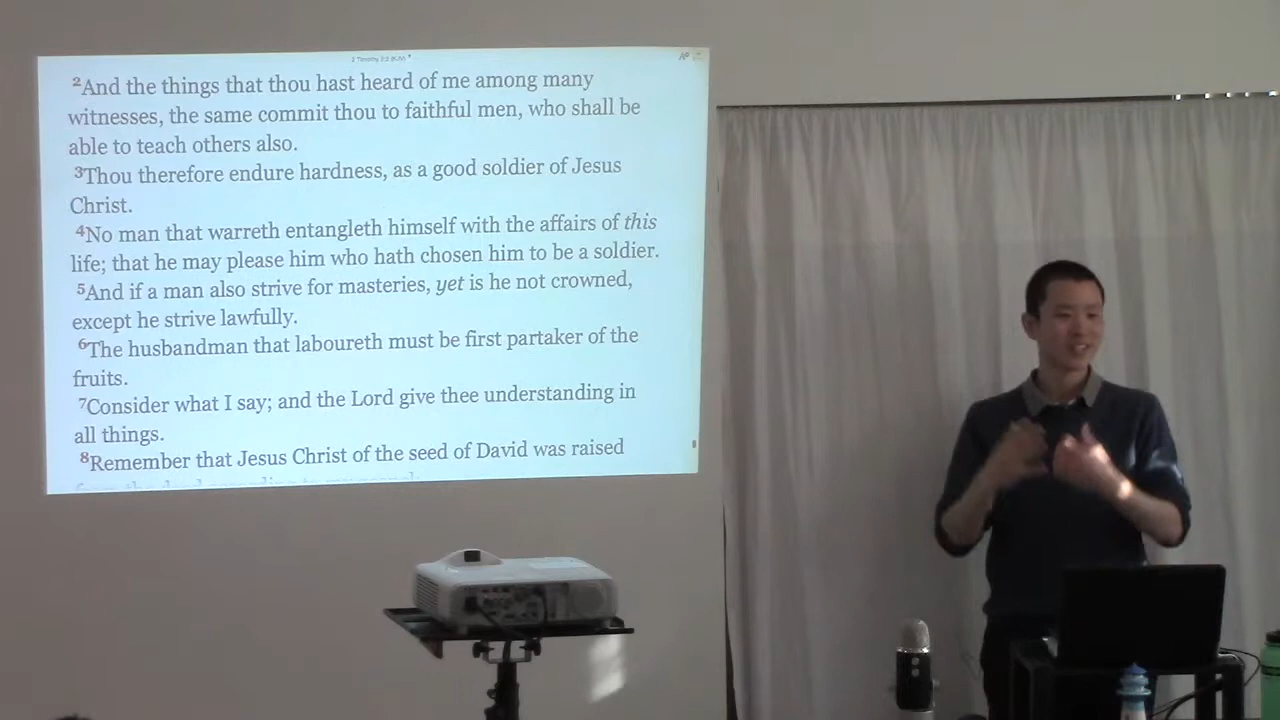 2 Timothy 2:2 (KJV)
2And the things that thou hast heard of me among many
witnesses, the same commit thou to faithful men, who shall be
able to teach others also.
3Thou therefore endure hardness, as a good soldier of Jesus
Christ.
4No man that warreth entangleth himself with the affairs of this
life; that he may please him who hath chosen him to be a soldier.
5And if a man also strive for masteries, yet is he not crowned,
except he strive lawfully.
6The husbandman that laboureth must be first partaker of the
fruits.
7Consider what I say; and the Lord give thee understanding in
all things.
8Remember that Jesus Christ of the seed of David was raised